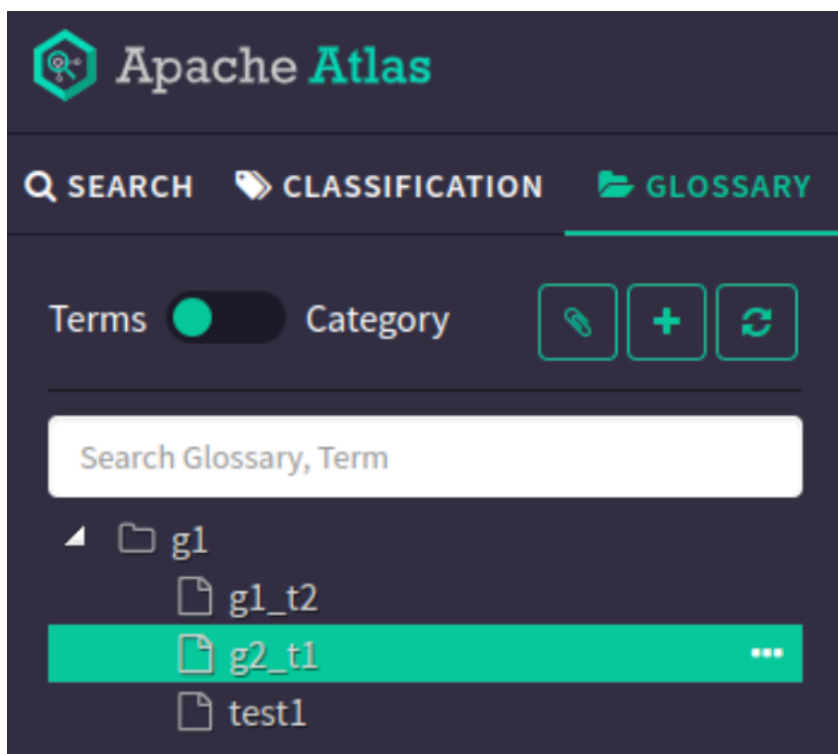 Apache Atlas
SEARCH CLASSIFICATION GLOSSARY
Terms Category
Search Glossary, Term
g1
g1_t2
g2_t1
test1